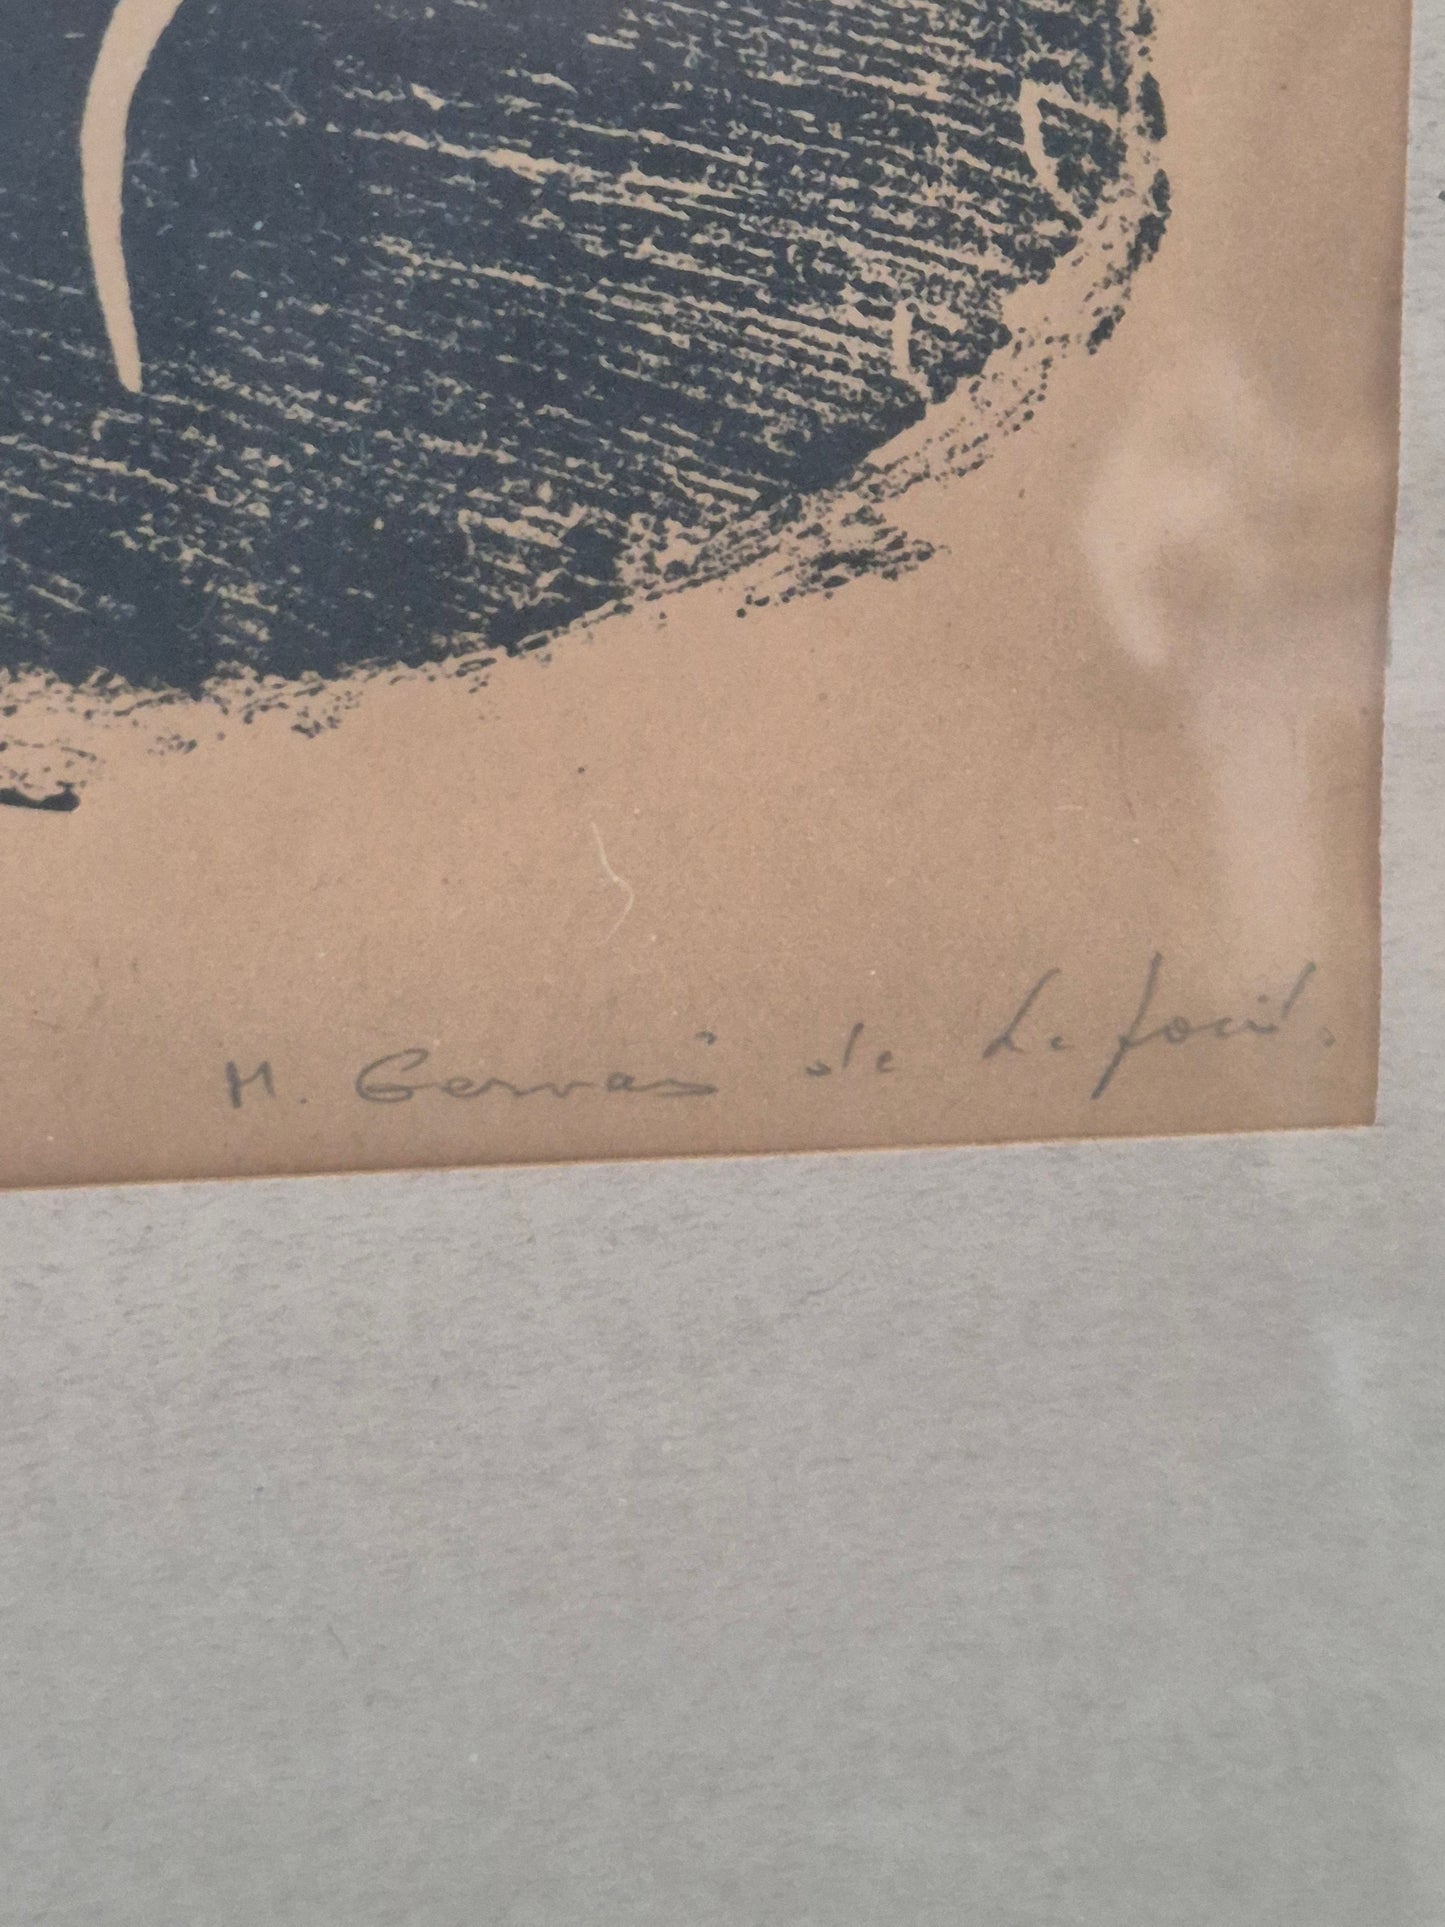 M. Gervais de Lafond.